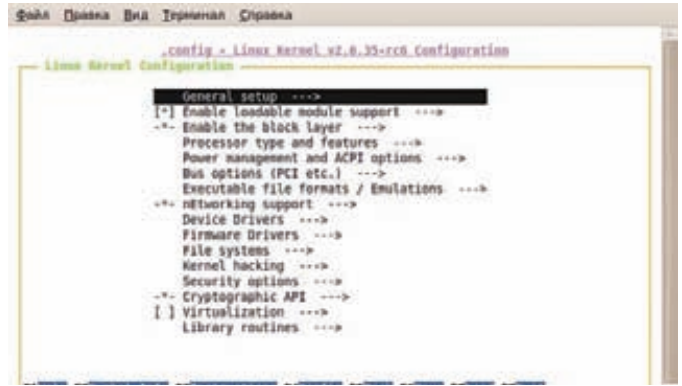 Файл Правка Вид Терминал Справка
.config - Linux Kernel v2.6.35-rc6 Configuration
Linux Kernel Configuration
General setup --->
[*] Enable loadable module support --->
-*- Enable the block layer --->
Processor type and features --->
Power management and ACPI options --->
Bus options (PCI etc.) --->
Executable file formats / Emulations --->
-*- nEtworking support --->
Device Drivers --->
Firmware Drivers --->
File systems --->
Kernel hacking --->
Security options --->
-*- Cryptographic API --->
[ ] Virtualization --->
Library routines --->